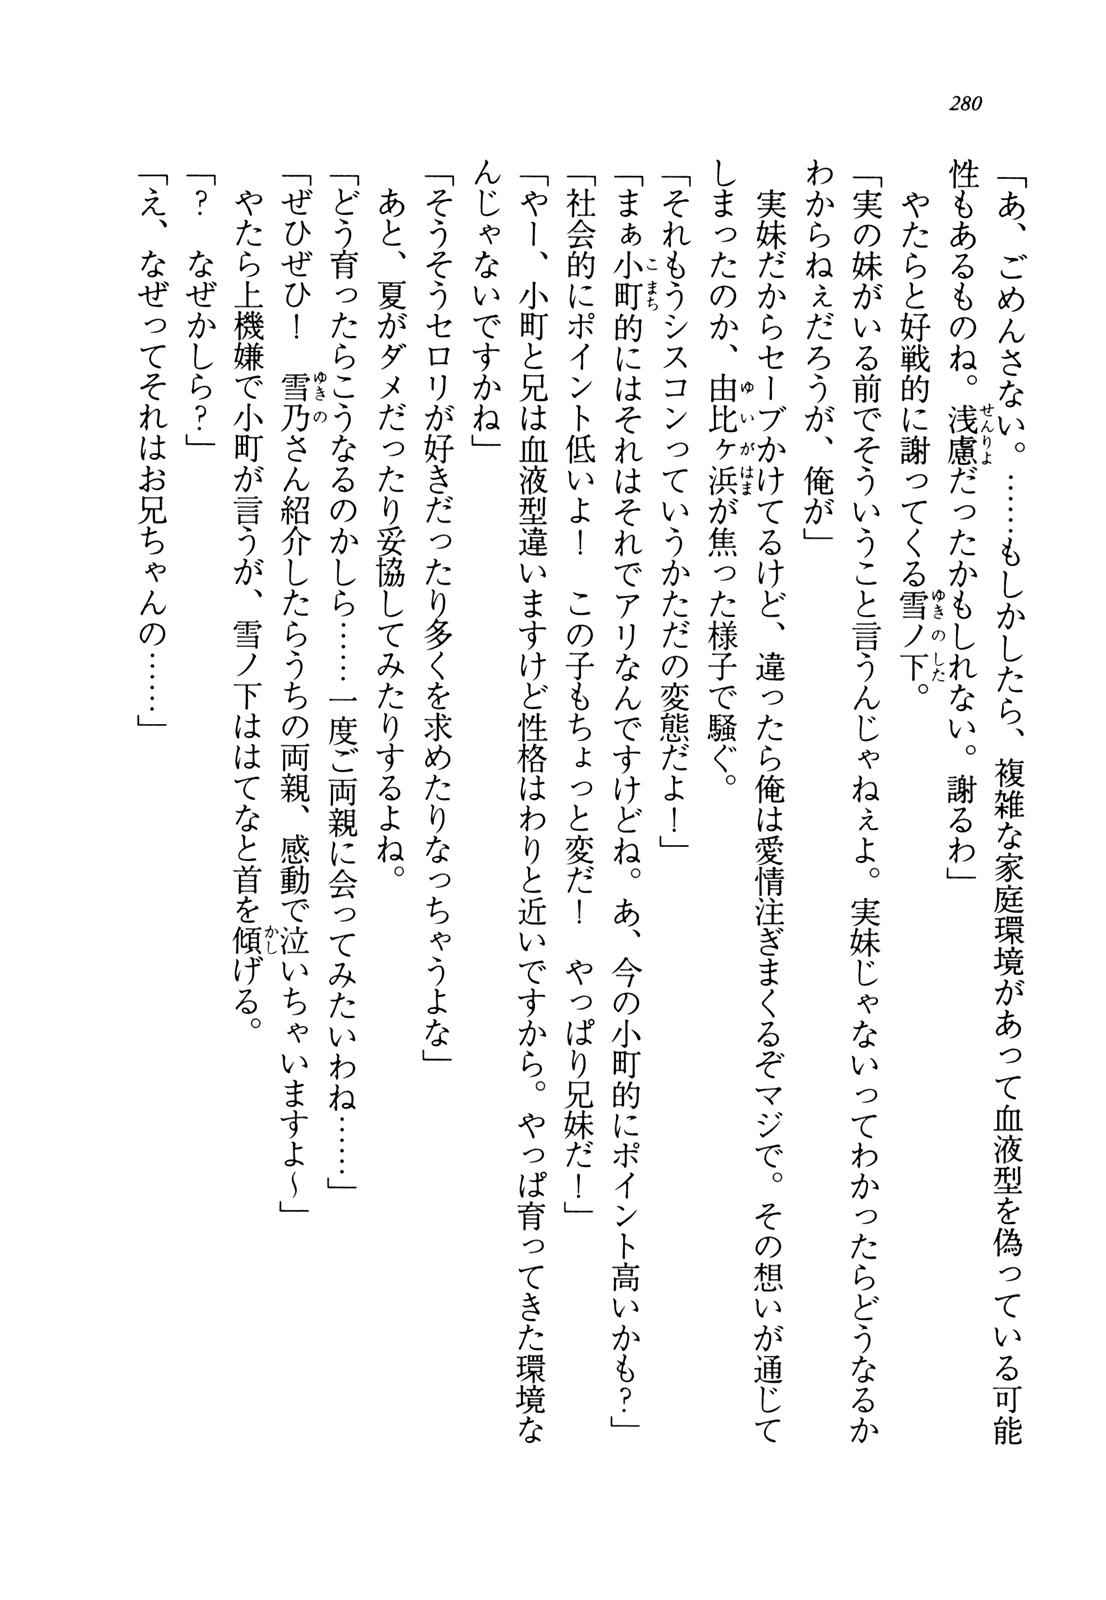 280
「あ、ごめんさない。……もしかしたら、複雑な家庭環境があって血液型を偽っている可能
性もあるものね。浅慮だったかもしれない。謝るわ」
　やたらと好戦的に謝ってくる雪ノ下。
「実の妹がいる前でそういうこと言うんじゃねぇよ。実妹じゃないってわかったらどうなるか
わからねぇだろうが、俺が」
　実妹だからセーブかけてるけど、違ったら俺は愛情注ぎまくるぞマジで。その想いが通じて
しまったのか、由比ヶ浜が焦った様子で騒ぐ。
「それもうシスコンっていうかただの変態だよ！」
「まぁ小町的にはそれはそれでアリなんですけどね。あ、今の小町的にポイント高いかも？」
「社会的にポイント低いよ！　この子もちょっと変だ！　やっぱり兄妹だ！」
「やー、小町と兄は血液型違いますけど性格はわりと近いですから。やっぱ育ってきた環境な
んじゃないですかね」
「そうそうセロリが好きだったり多くを求めたりなっちゃうよな」
　あと、夏がダメだったり妥協してみたりするよね。
「どう育ったらこうなるのかしら……一度ご両親に会ってみたいわね……」
「ぜひぜひ！　雪乃さん紹介したらうちの両親、感動で泣いちゃいますよ～」
　やたら上機嫌で小町が言うが、雪ノ下ははてなと首を傾げる。
「？　なぜかしら？」
「え、なぜってそれはお兄ちゃんの……」